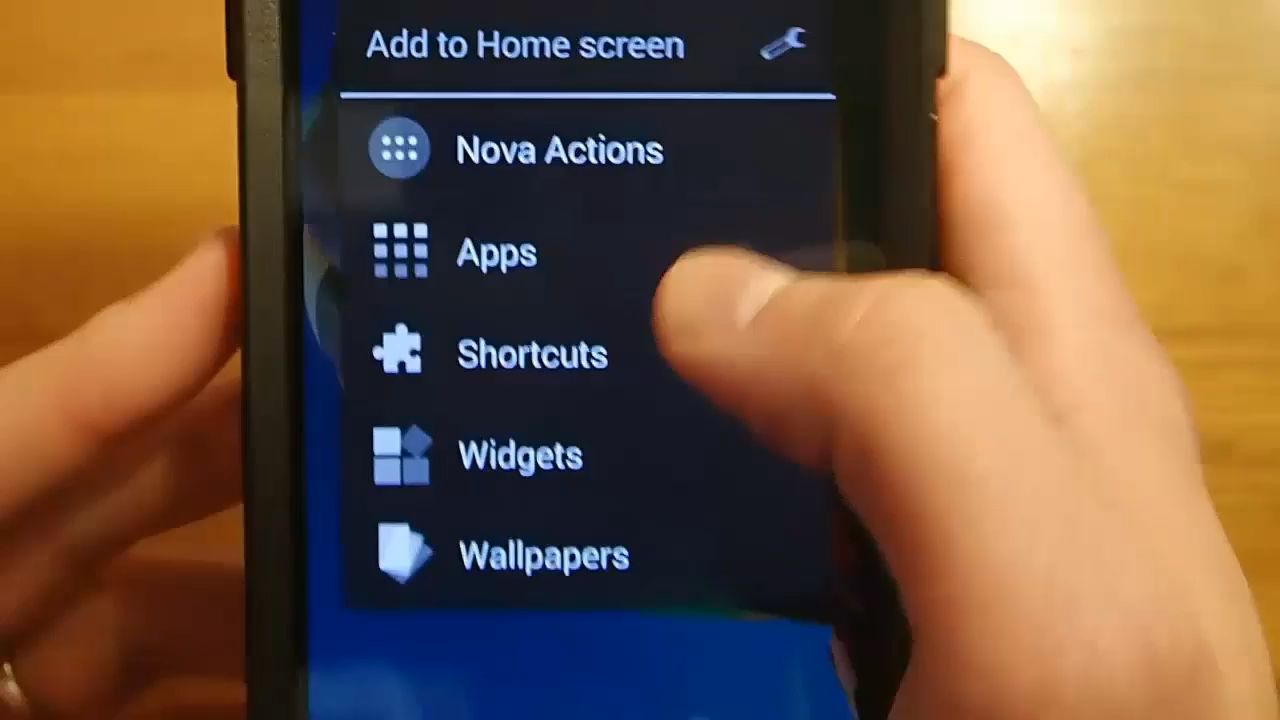 Add to Home screen
Nova Actions
Apps
Shortcuts
Widgets
Wallpapers